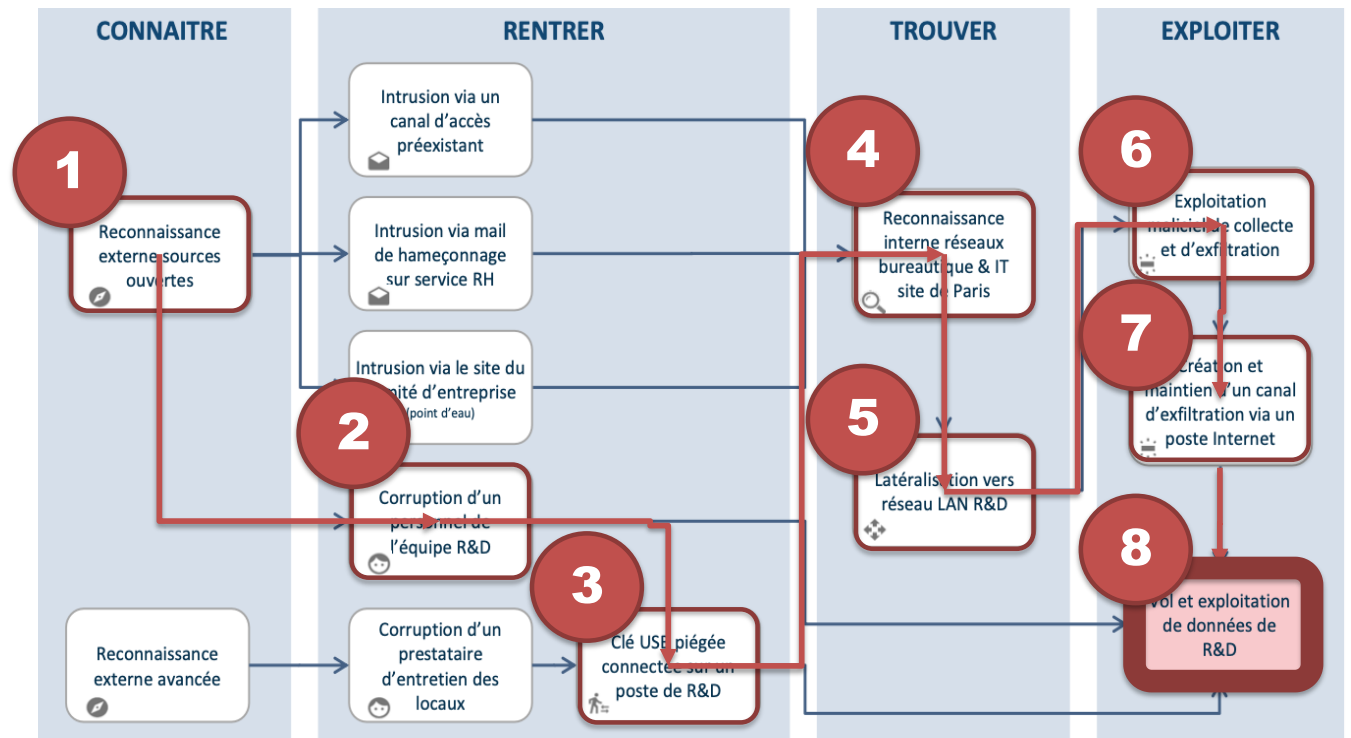 CONNAITRE
RENTRER
TROUVER
EXPLOITER
1
Reconnaissance
externe sources
ouvertes
Reconnaissance
externe avancée
Intrusion via un
canal d'accès
préexistant
Intrusion via mail
de hameçonnage
sur service RH
Intrusion via le site du
mité d'entreprise
(point d'eau)
2
Corruption d'un
personnel de
l'équipe R&D
Corruption d'un
prestataire
d'entretien des
locaux
3
Clé USB piégée
connectée sur un
poste de R&D
4
Reconnaissance
interne réseaux
bureautique & IT
site de Paris
5
Latéralisation vers
réseau LAN R&D
6
Exploitation
maliciel de collecte
et d'exfiltration
7
Création et
maintien d'un canal
d'exfiltration via un
poste Internet
8
Vol et exploitation
de données de
R&D